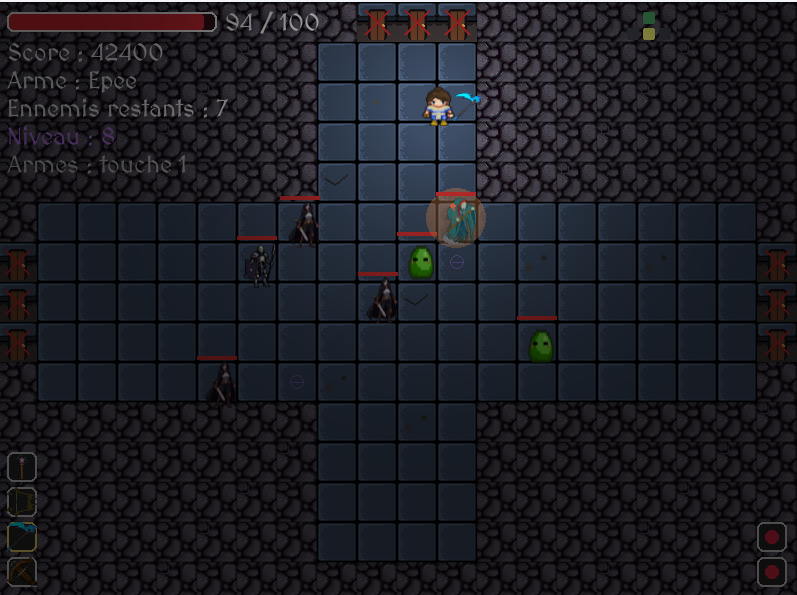 94 / 100
Score : 42400
Arme : Epee
Ennemis restants : 7
Niveau : 8
Armes : touche 1